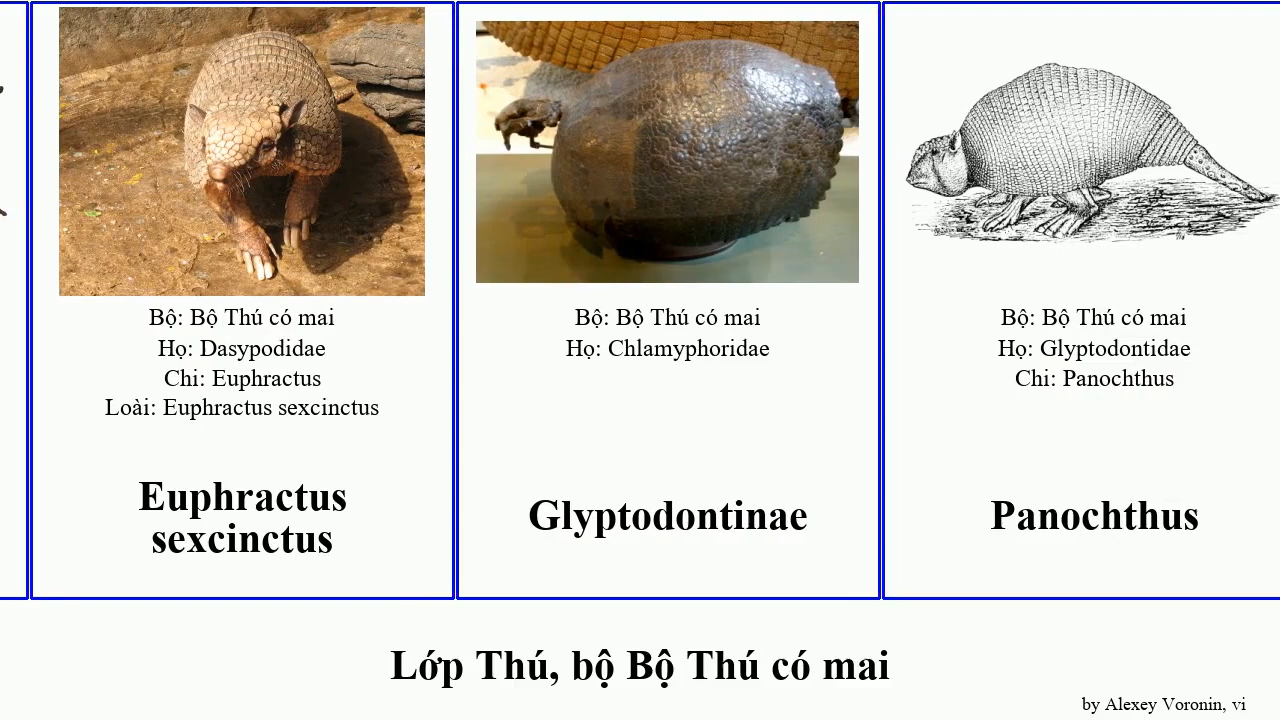 Bộ: Bộ Thú có mai
Họ: Dasypodidae
Chi: Euphractus
Loài: Euphractus sexcinctus
Euphractus
sexcinctus
Bộ: Bộ Thú có mai
Họ: Chlamyphoridae
Glyptodontinae
Bộ: Bộ Thú có mai
Họ: Glyptodontidae
Chi: Panochthus
Panochthus
Lớp Thú, bộ Bộ Thú có mai
by Alexey Voronin, vi